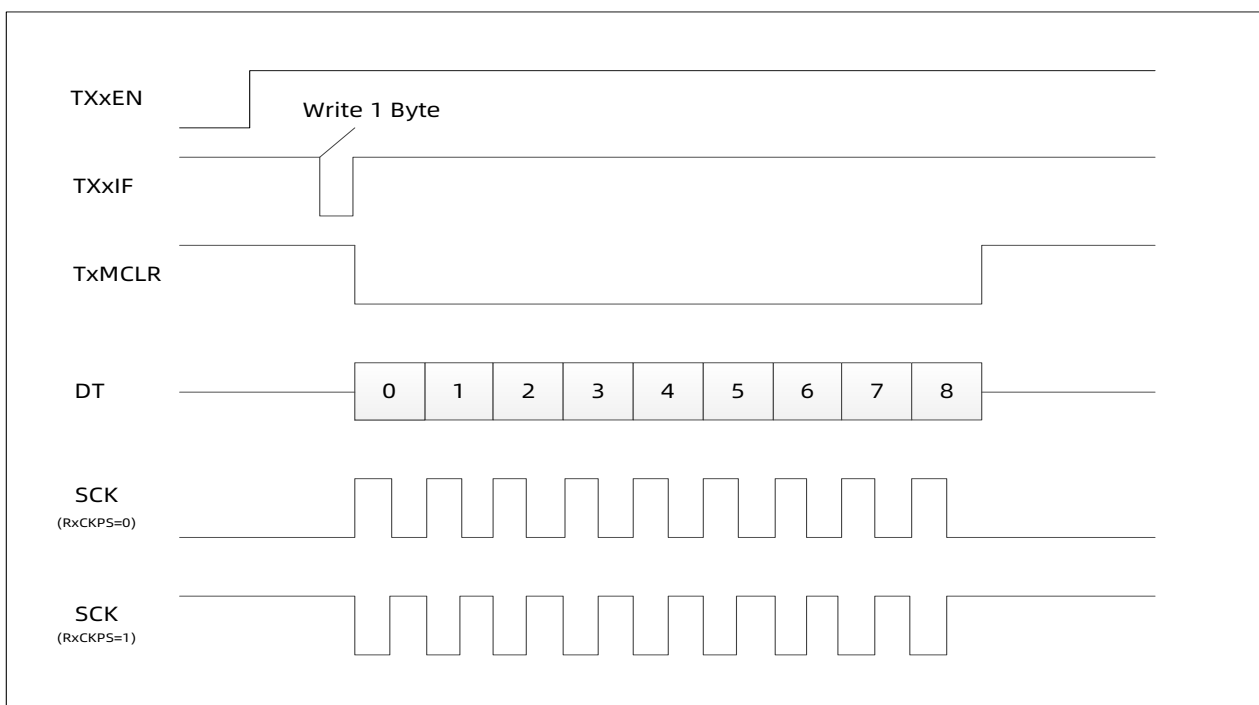 TXxEN
Write 1 Byte
TXxIF
TxMCLR
DT
0 1 2 3 4 5 6 7 8
SCK
(RxCKPS=0)
SCK
(RxCKPS=1)